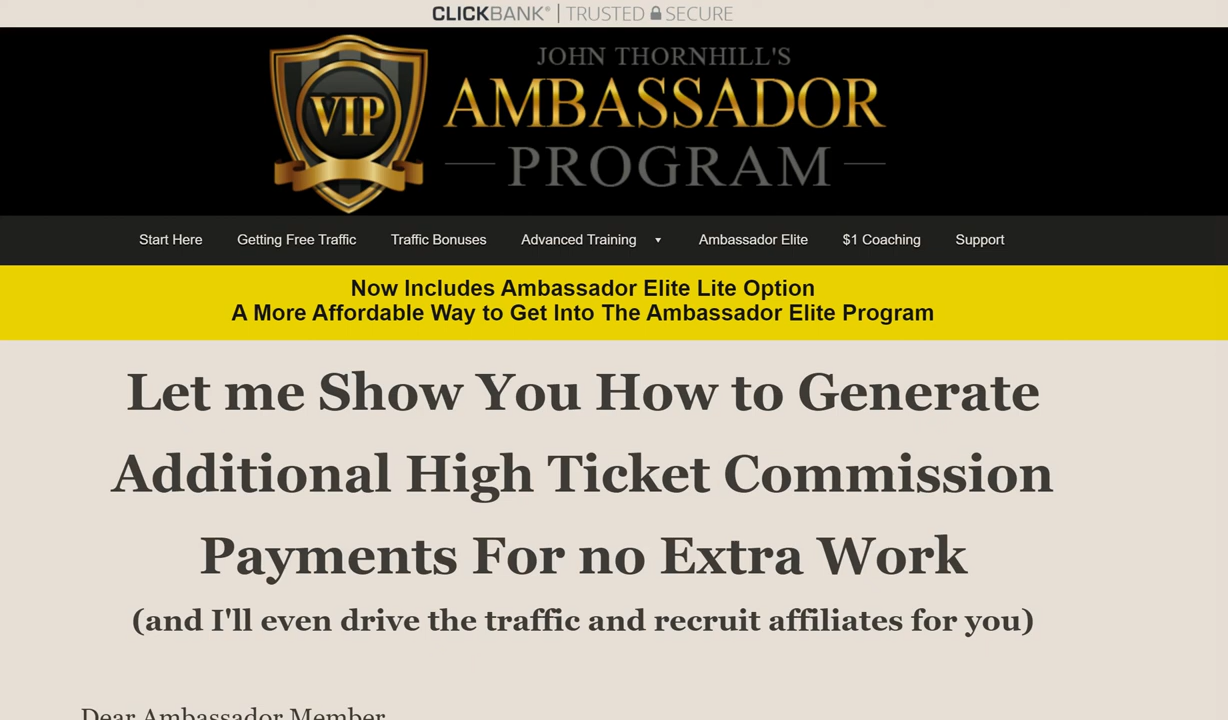 CLICKBANK® | TRUSTED SECURE
JOHN THORNHILL'S
VIP AMBASSADOR
PROGRAM
Start Here Getting Free Traffic Traffic Bonuses Advanced Training Ambassador Elite $1 Coaching Support
Now Includes Ambassador Elite Lite Option
A More Affordable Way to Get Into The Ambassador Elite Program
Let me Show You How to Generate
Additional High Ticket Commission
Payments For no Extra Work
(and I'll even drive the traffic and recruit affiliates for you)
Dear Ambassador Member